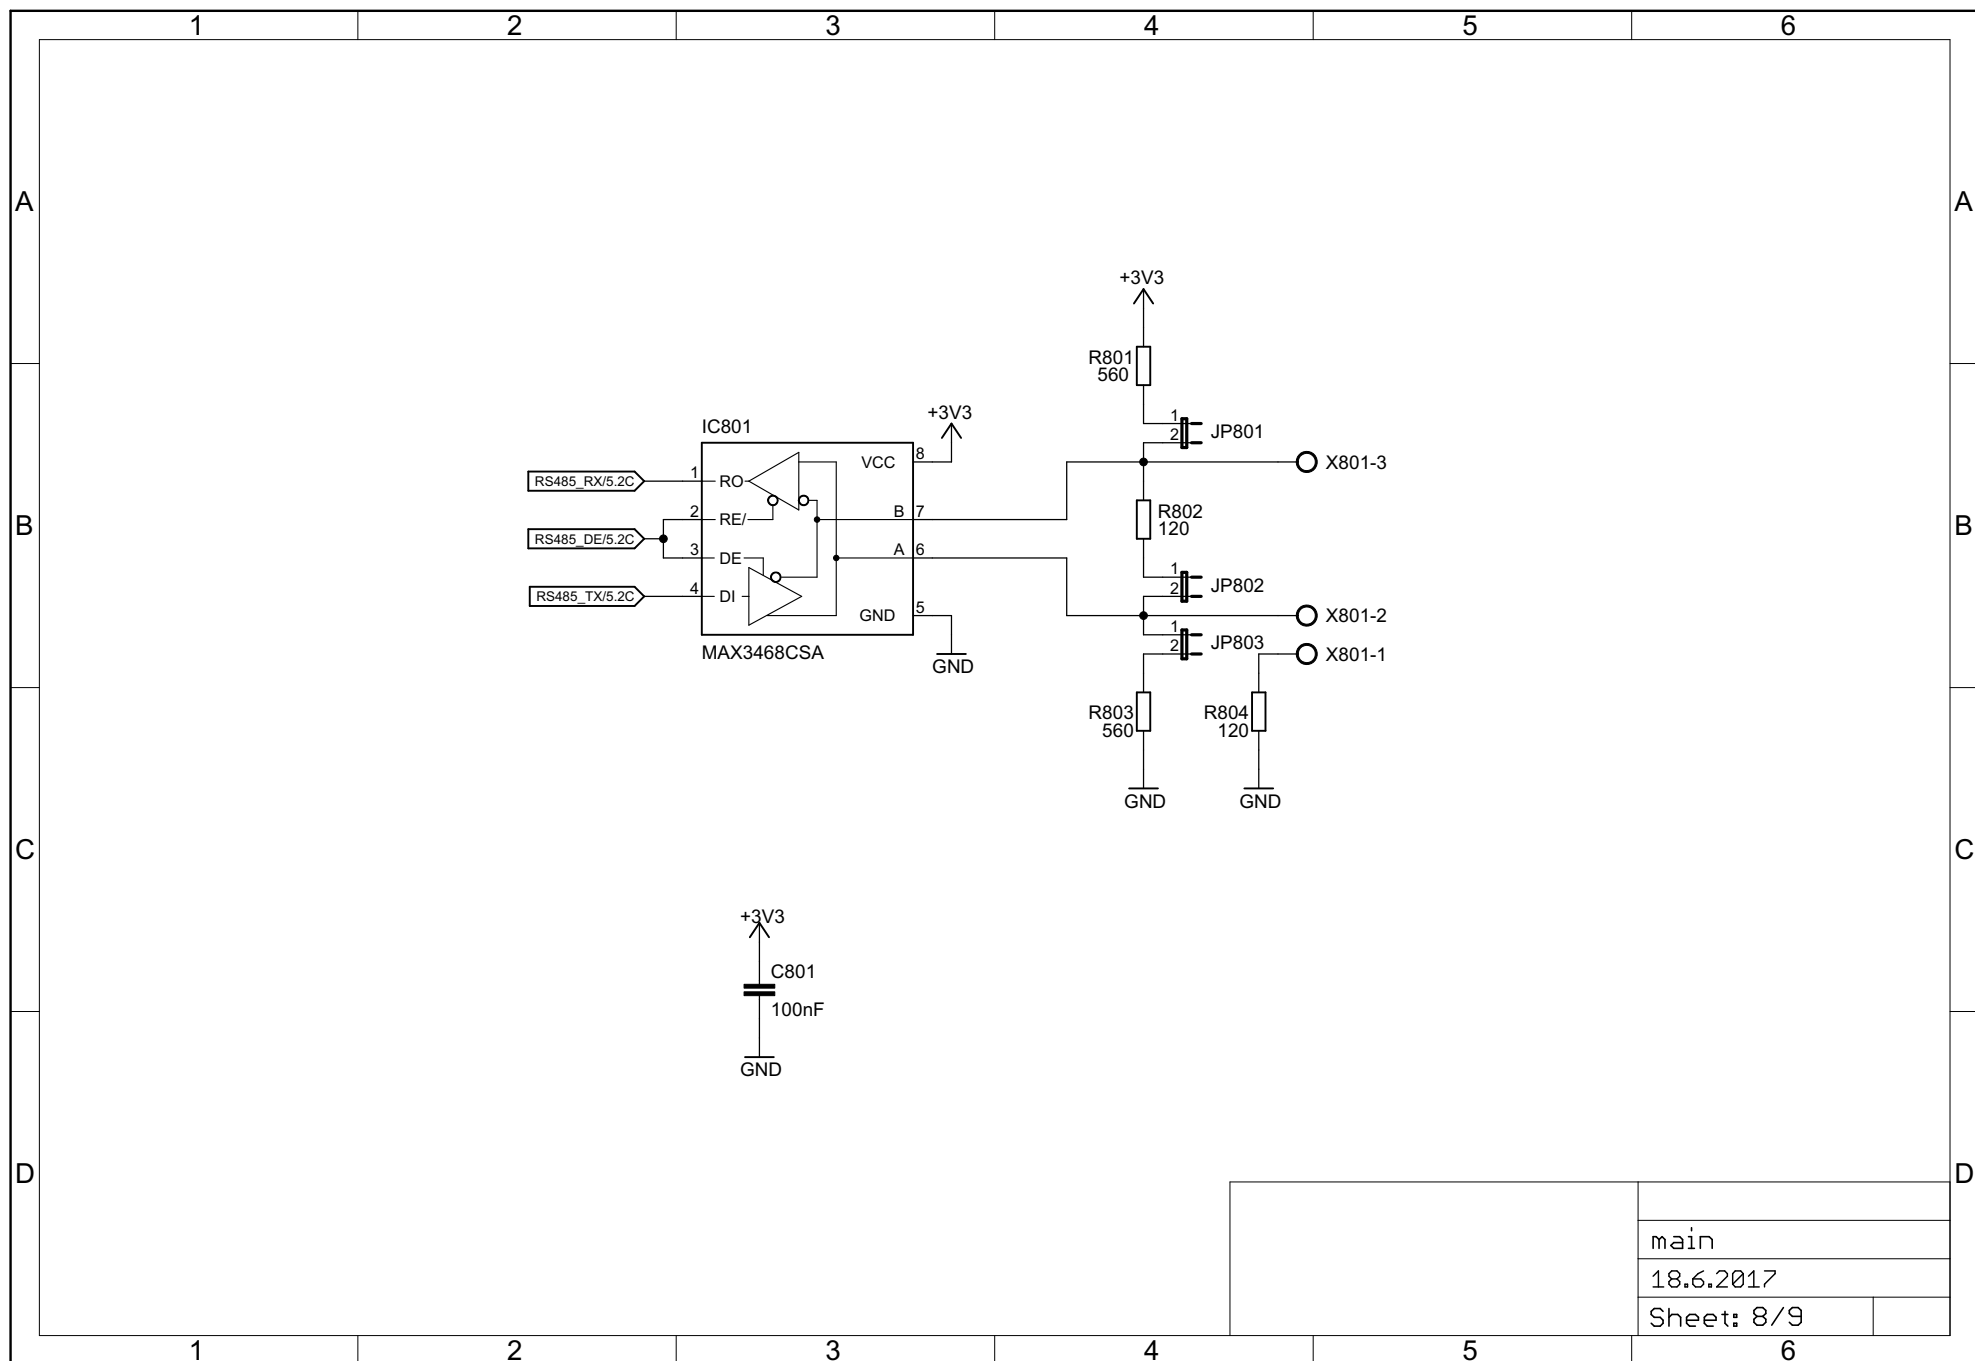 1 2 3 4 5 6
A A
+3V3
R801
560
+3V3
IC801
1
2 JP801
8
VCC
X801-3
RS485_RX/5.2C 1 RO
R802
120
B B
2 RE/ B 7
RS485_DE/5.2C
3 DE A 6
1
2 JP802
RS485_TX/5.2C 4 DI
GND 5
X801-2
1
2 JP803
MAX3468CSA
GND
X801-1
R803
560
R804
120
GND GND
C C
+3V3
C801
100nF
GND
D D
main
18.6.2017
Sheet: 8/9
1 2 3 4 5 6